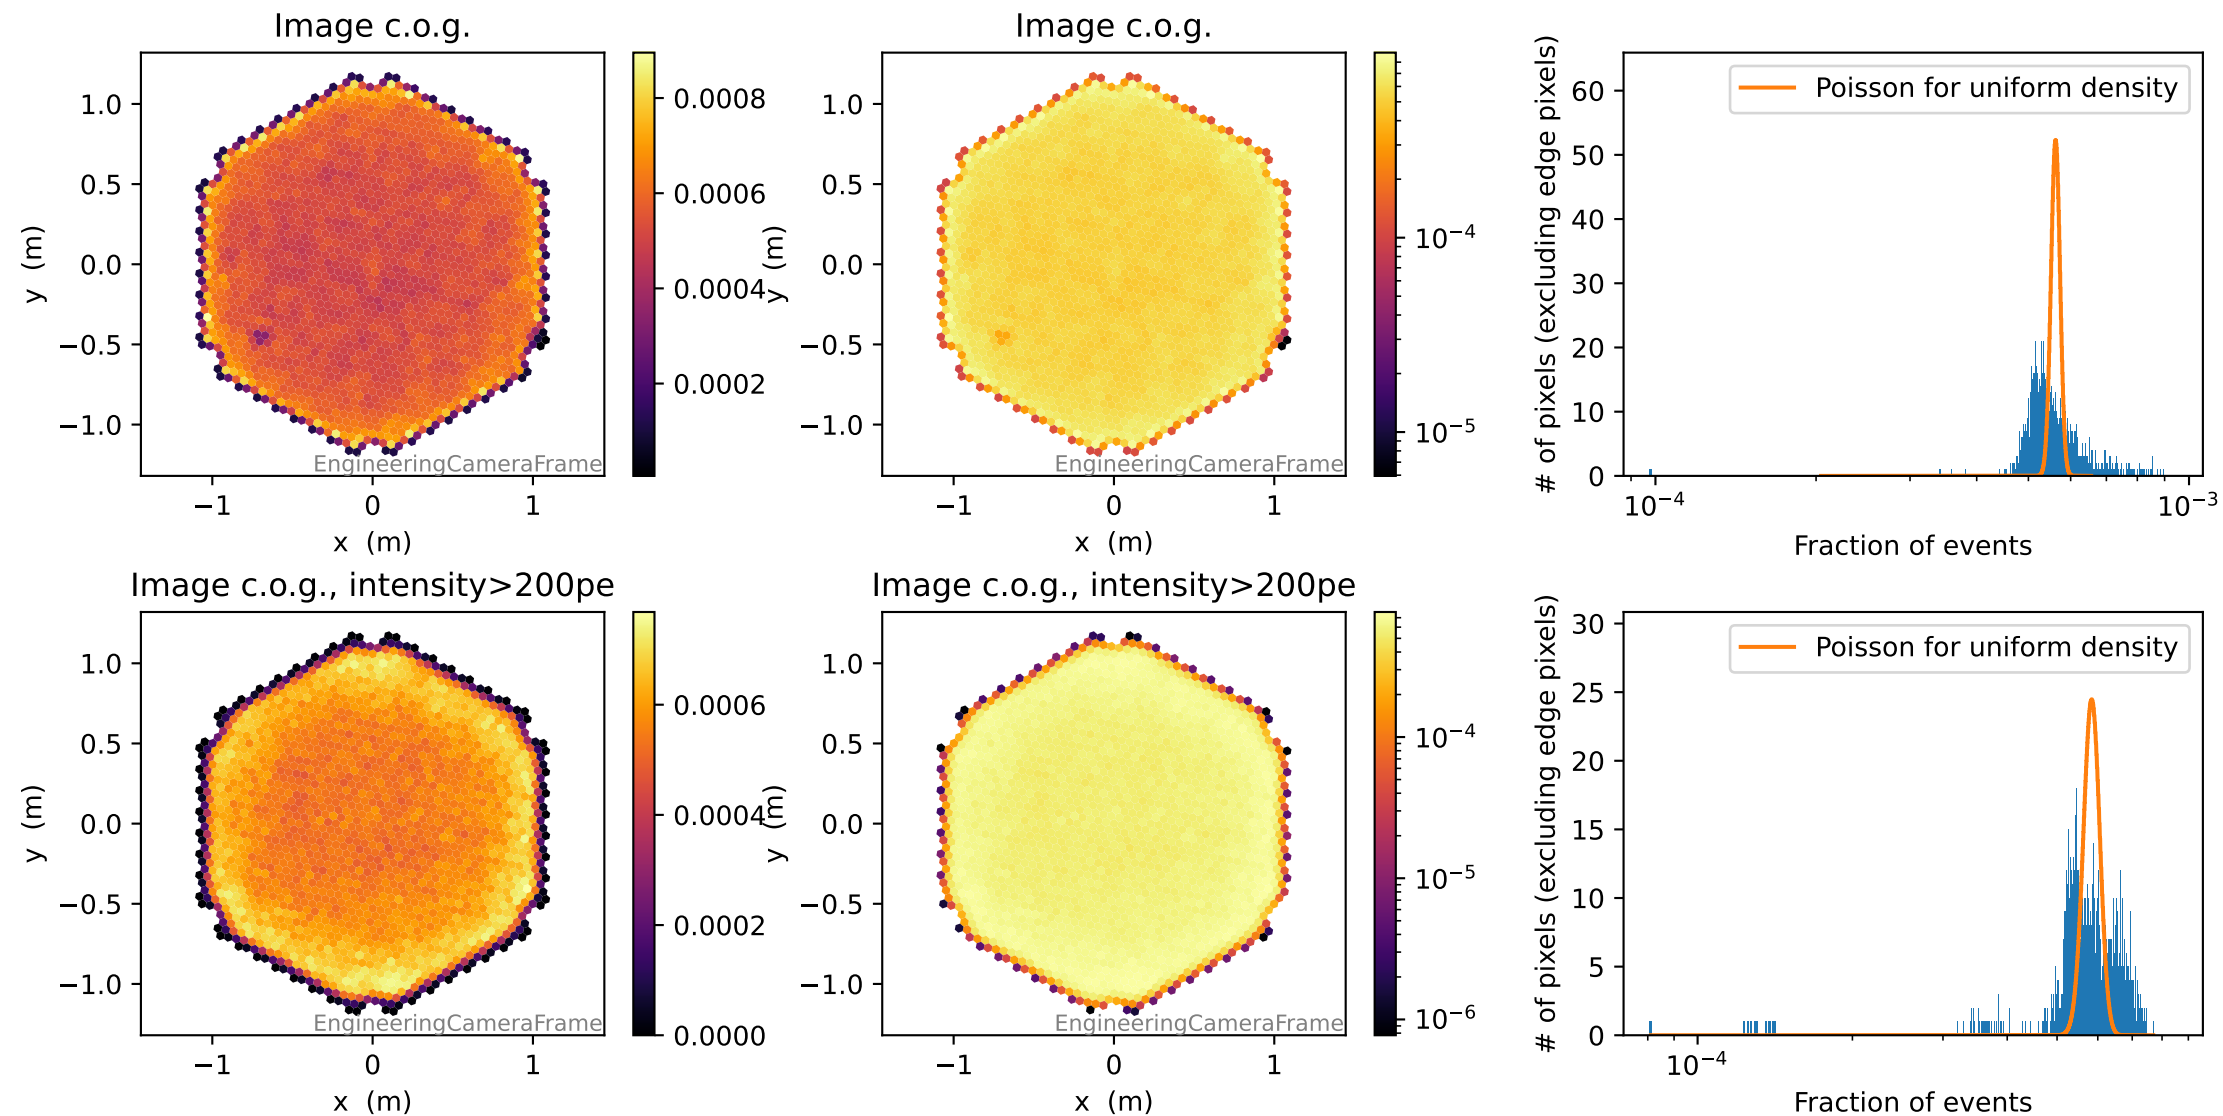 Image c.o.g.
1.0
0.5
0.0
−0.5
−1.0
y (m)
−1
0
1
x (m)
EngineeringCameraFrame
0.0008
0.0006
0.0004
0.0002
Image c.o.g.
1.0
0.5
0.0
−0.5
−1.0
y (m)
−1
0
1
x (m)
EngineeringCameraFrame
10⁻⁴
10⁻⁵
# of pixels (excluding edge pixels)
60
50
40
30
20
10
0
Poisson for uniform density
10⁻⁴
10⁻³
Fraction of events
Image c.o.g., intensity>200pe
1.0
0.5
0.0
−0.5
−1.0
y (m)
−1
0
1
x (m)
EngineeringCameraFrame
0.0006
0.0004
0.0002
0.0000
Image c.o.g., intensity>200pe
1.0
0.5
0.0
−0.5
−1.0
y (m)
−1
0
1
x (m)
EngineeringCameraFrame
10⁻⁴
10⁻⁵
10⁻⁶
# of pixels (excluding edge pixels)
30
25
20
15
10
5
0
Poisson for uniform density
10⁻⁴
Fraction of events